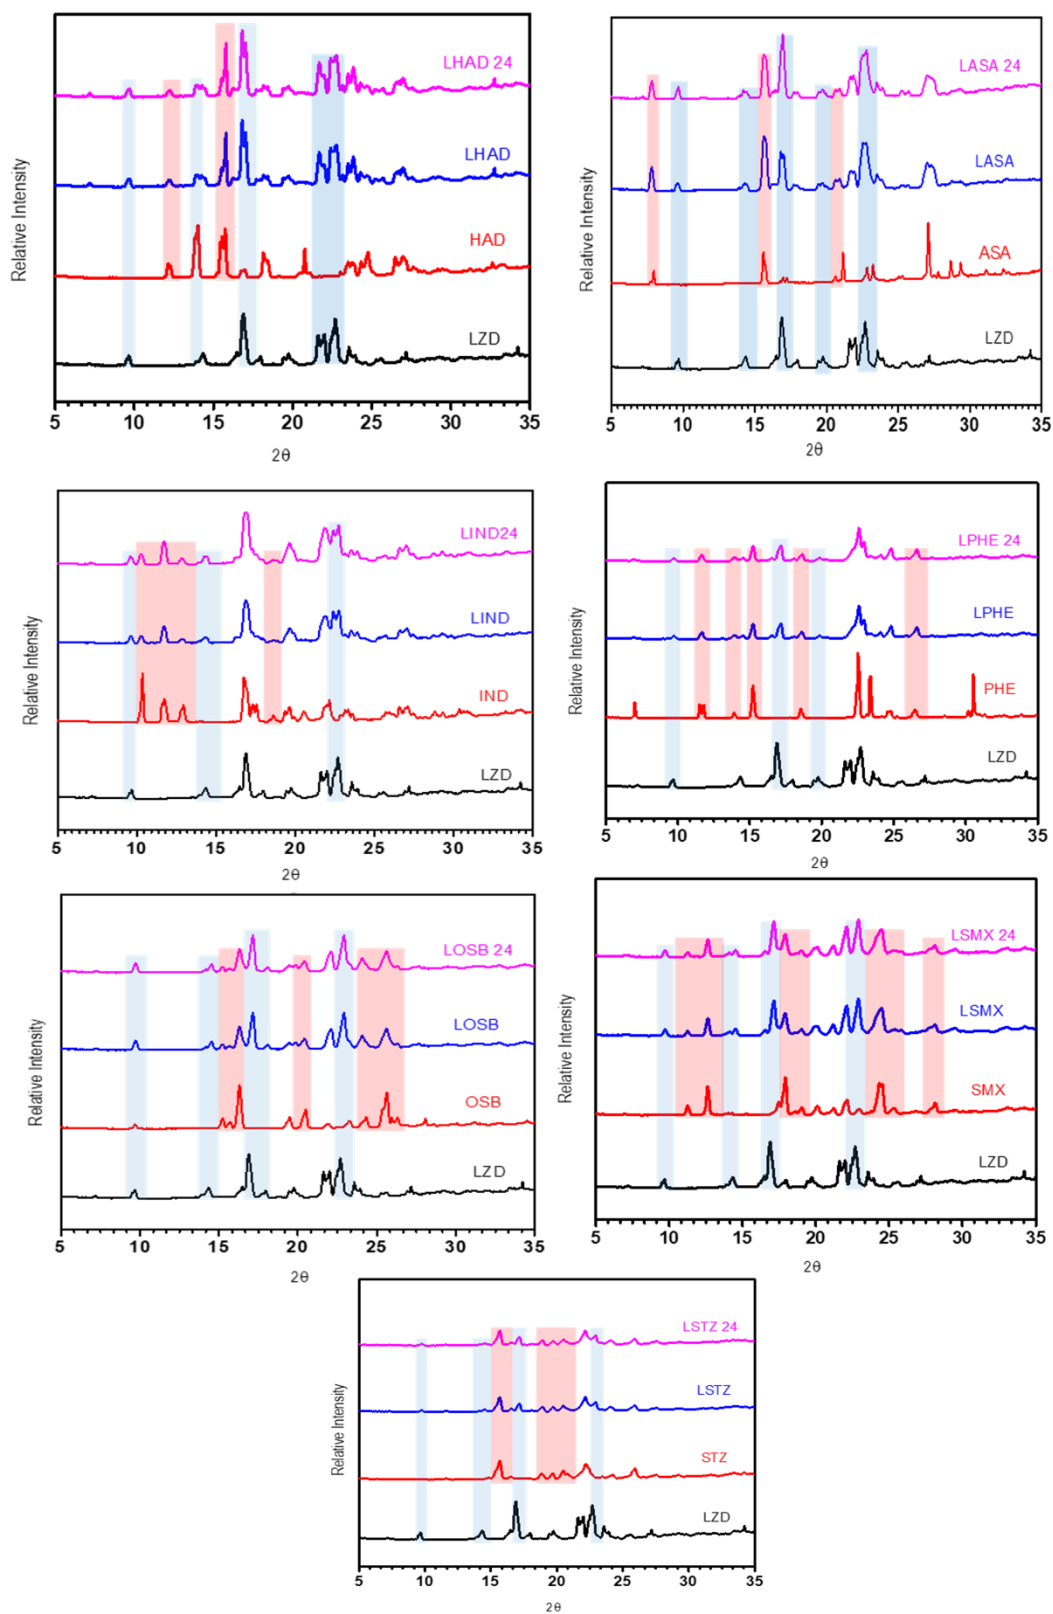 LHAD 24
LHAD
HAD
LZD
Relative Intensity
5 10 15 20 25 30 35
2θ
LASA 24
LASA
ASA
LZD
Relative Intensity
5 10 15 20 25 30 35
2θ
LIND24
LIND
IND
LZD
Relative Intensity
5 10 15 20 25 30 35
2θ
LPHE 24
LPHE
PHE
LZD
Relative Intensity
5 10 15 20 25 30 35
2θ
LOSB 24
LOSB
OSB
LZD
Relative Intensity
5 10 15 20 25 30 35
2θ
LSMX 24
LSMX
SMX
LZD
Relative Intensity
5 10 15 20 25 30 35
2θ
LSTZ 24
LSTZ
STZ
LZD
Relative Intensity
5 10 15 20 25 30 35
2θ